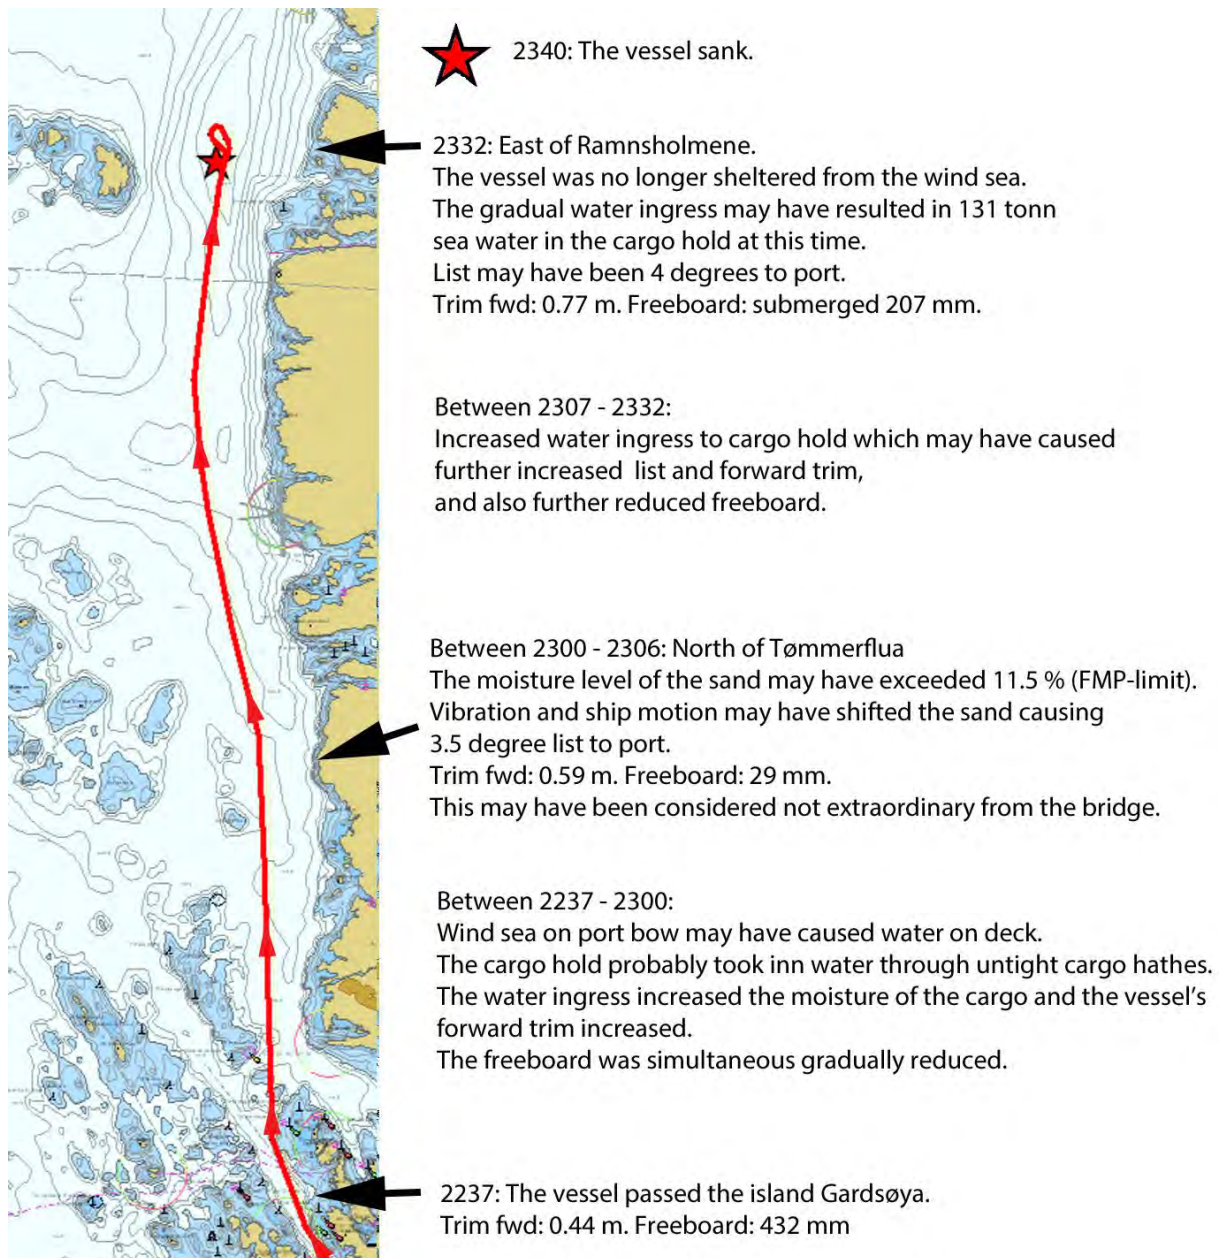 2340: The vessel sank.
2332: East of Ramnsholmene.
The vessel was no longer sheltered from the wind sea.
The gradual water ingress may have resulted in 131 tonn
sea water in the cargo hold at this time.
List may have been 4 degrees to port.
Trim fwd: 0.77 m. Freeboard: submerged 207 mm.
Between 2307 - 2332:
Increased water ingress to cargo hold which may have caused
further increased list and forward trim,
and also further reduced freeboard.
Between 2300 - 2306: North of Tømmerflua
The moisture level of the sand may have exceeded 11.5 % (FMP-limit).
Vibration and ship motion may have shifted the sand causing
3.5 degree list to port.
Trim fwd: 0.59 m. Freeboard: 29 mm.
This may have been considered not extraordinary from the bridge.
Between 2237 - 2300:
Wind sea on port bow may have caused water on deck.
The cargo hold probably took inn water through untight cargo hathes.
The water ingress increased the moisture of the cargo and the vessel's
forward trim increased.
The freeboard was simultaneous gradually reduced.
2237: The vessel passed the island Gardsøya.
Trim fwd: 0.44 m. Freeboard: 432 mm